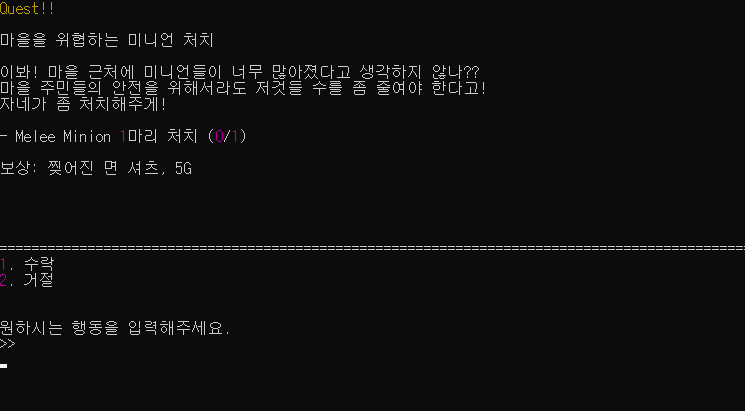 Quest!!
마을을 위협하는 미니언 처치
이봐! 마을 근처에 미니언들이 너무 많아졌다고 생각하지 않나??
마을 주민들의 안전을 위해서라도 저것들 수를 좀 줄여야 한다고!
자네가 좀 처치해주게!
- Melee Minion 1마리 처치 (0/1)
보상: 찢어진 면 셔츠, 5G
==============================================================================================
1. 수락
2. 거절
원하시는 행동을 입력해주세요.
>>